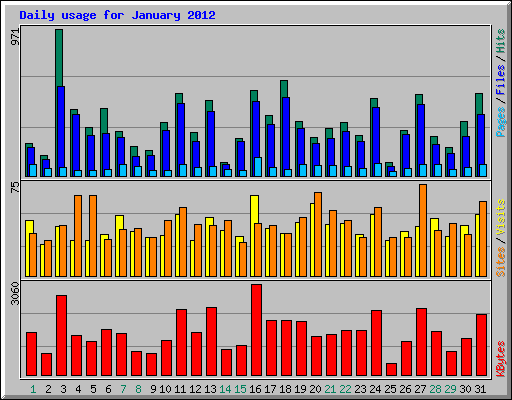 Daily usage for January 2012
971
Pages / Files / Hits
75
Sites / Visits
3060
KBytes
1 2 3 4 5 6 7 8 9 10 11 12 13 14 15 16 17 18 19 20 21 22 23 24 25 26 27 28 29 30 31